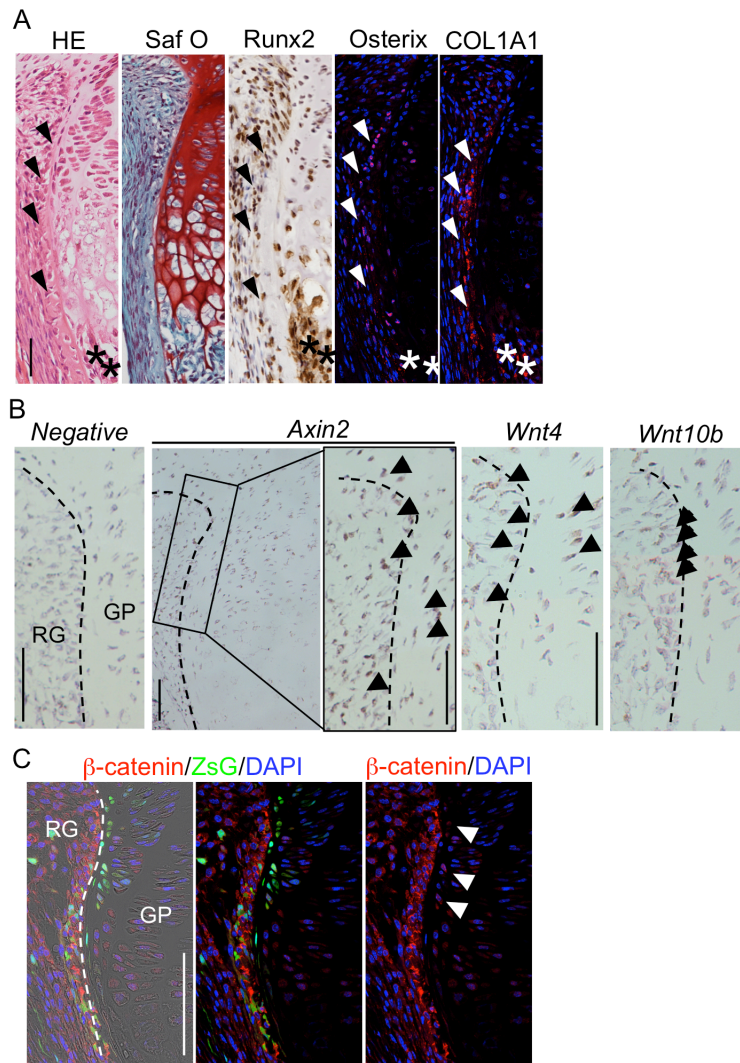 A
HE Saf O Runx2 Osterix COL1A1
** ** ** **
B
Negative Axin2 Wnt4 Wnt10b
RG GP
C
β-catenin/ZsG/DAPI β-catenin/DAPI
RG
GP